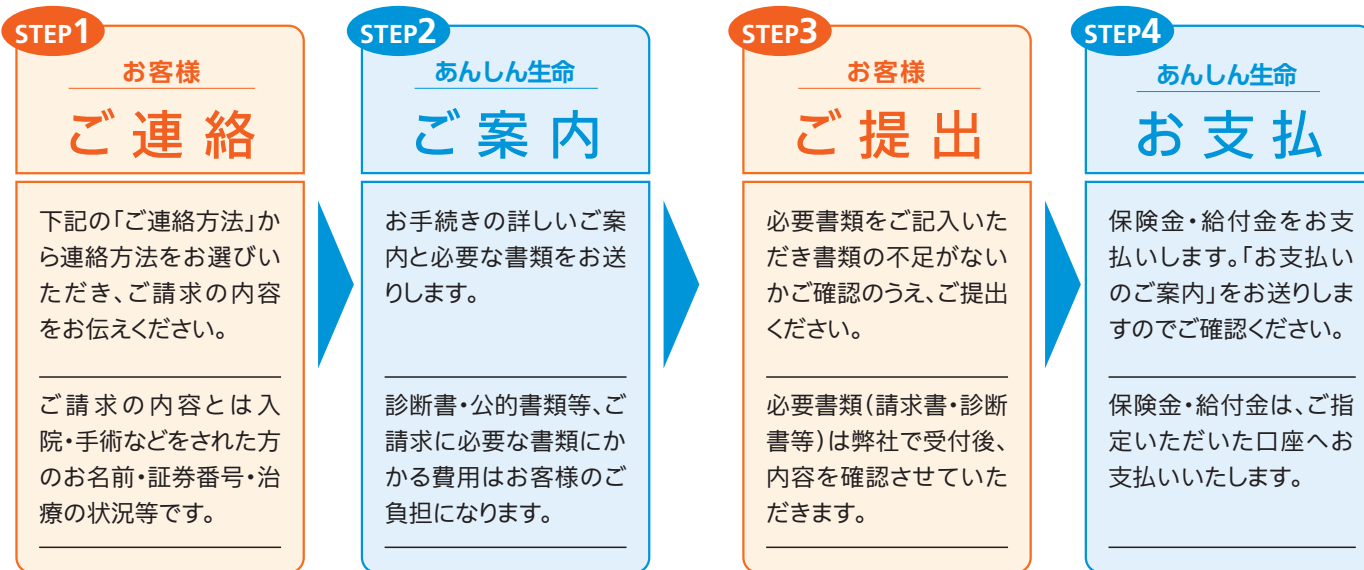 STEP1
お客様
ご連絡
下記の「ご連絡方法」か
ら連絡方法をお選びい
ただき、ご請求の内容
をお伝えください。
ご請求の内容とは入
院・手術などをされた方
のお名前・証券番号・治
療の状況等です。
STEP2
あんしん生命
ご案内
お手続きの詳しいご案
内と必要な書類をお送
りします。
診断書・公的書類等、ご
請求に必要な書類にか
かる費用はお客様のご
負担になります。
STEP3
お客様
ご提出
必要書類をご記入いた
だき書類の不足がない
かご確認のうえ、ご提出
ください。
必要書類(請求書・診断
書等)は弊社で受付後、
内容を確認させていた
だきます。
STEP4
あんしん生命
お支払
保険金・給付金をお支
払いします。「お支払い
のご案内」をお送りしま
すのでご確認ください。
保険金・給付金は、ご指
定いただいた口座へお
支払いいたします。